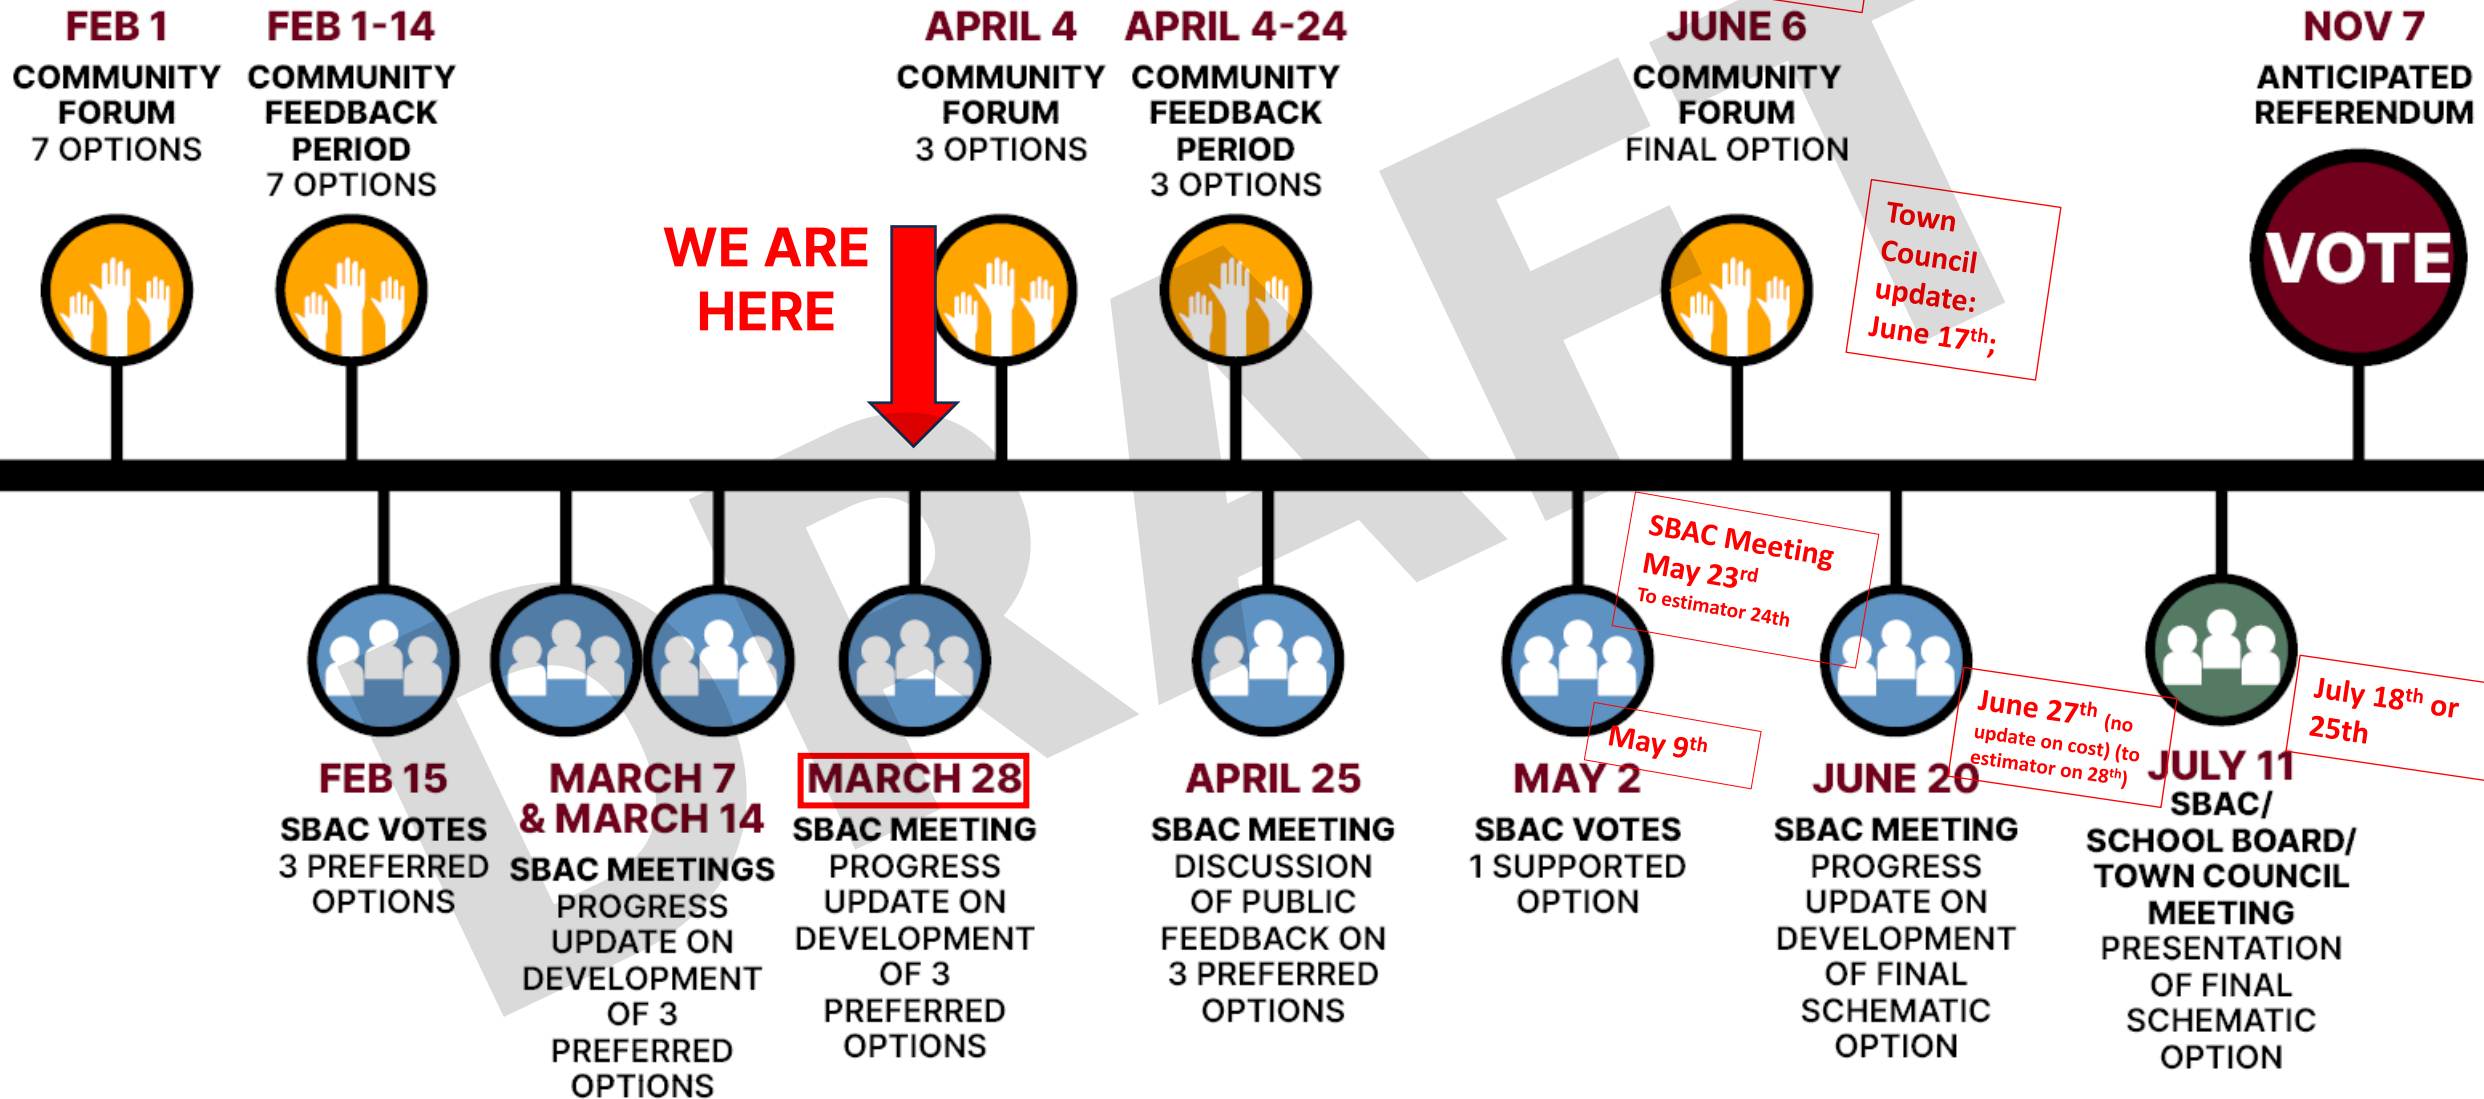 FEB 1
COMMUNITY
FORUM
7 OPTIONS
FEB 1-14
COMMUNITY
FEEDBACK
PERIOD
7 OPTIONS
WE ARE
HERE
APRIL 4
COMMUNITY
FORUM
3 OPTIONS
APRIL 4-24
COMMUNITY
FEEDBACK
PERIOD
3 OPTIONS
JUNE 6
COMMUNITY
FORUM
FINAL OPTION
Town
Council
update:
June 17th;
NOV 7
ANTICIPATED
REFERENDUM
VOTE
DRAFT
FEB 15
SBAC VOTES
3 PREFERRED
OPTIONS
MARCH 7
& MARCH 14
SBAC MEETINGS
PROGRESS
UPDATE ON
DEVELOPMENT
OF 3
PREFERRED
OPTIONS
MARCH 28
SBAC MEETING
PROGRESS
UPDATE ON
DEVELOPMENT
OF 3
PREFERRED
OPTIONS
APRIL 25
SBAC MEETING
DISCUSSION
OF PUBLIC
FEEDBACK ON
3 PREFERRED
OPTIONS
May 9th
MAY 2
SBAC VOTES
1 SUPPORTED
OPTION
SBAC Meeting
May 23rd
To estimator 24th
JUNE 20
SBAC MEETING
PROGRESS
UPDATE ON
DEVELOPMENT
OF FINAL
SCHEMATIC
OPTION
June 27th (no
update on cost) (to
estimator on 28th)
JULY 11
SBAC/
SCHOOL BOARD/
TOWN COUNCIL
MEETING
PRESENTATION
OF FINAL
SCHEMATIC
OPTION
July 18th or
25th